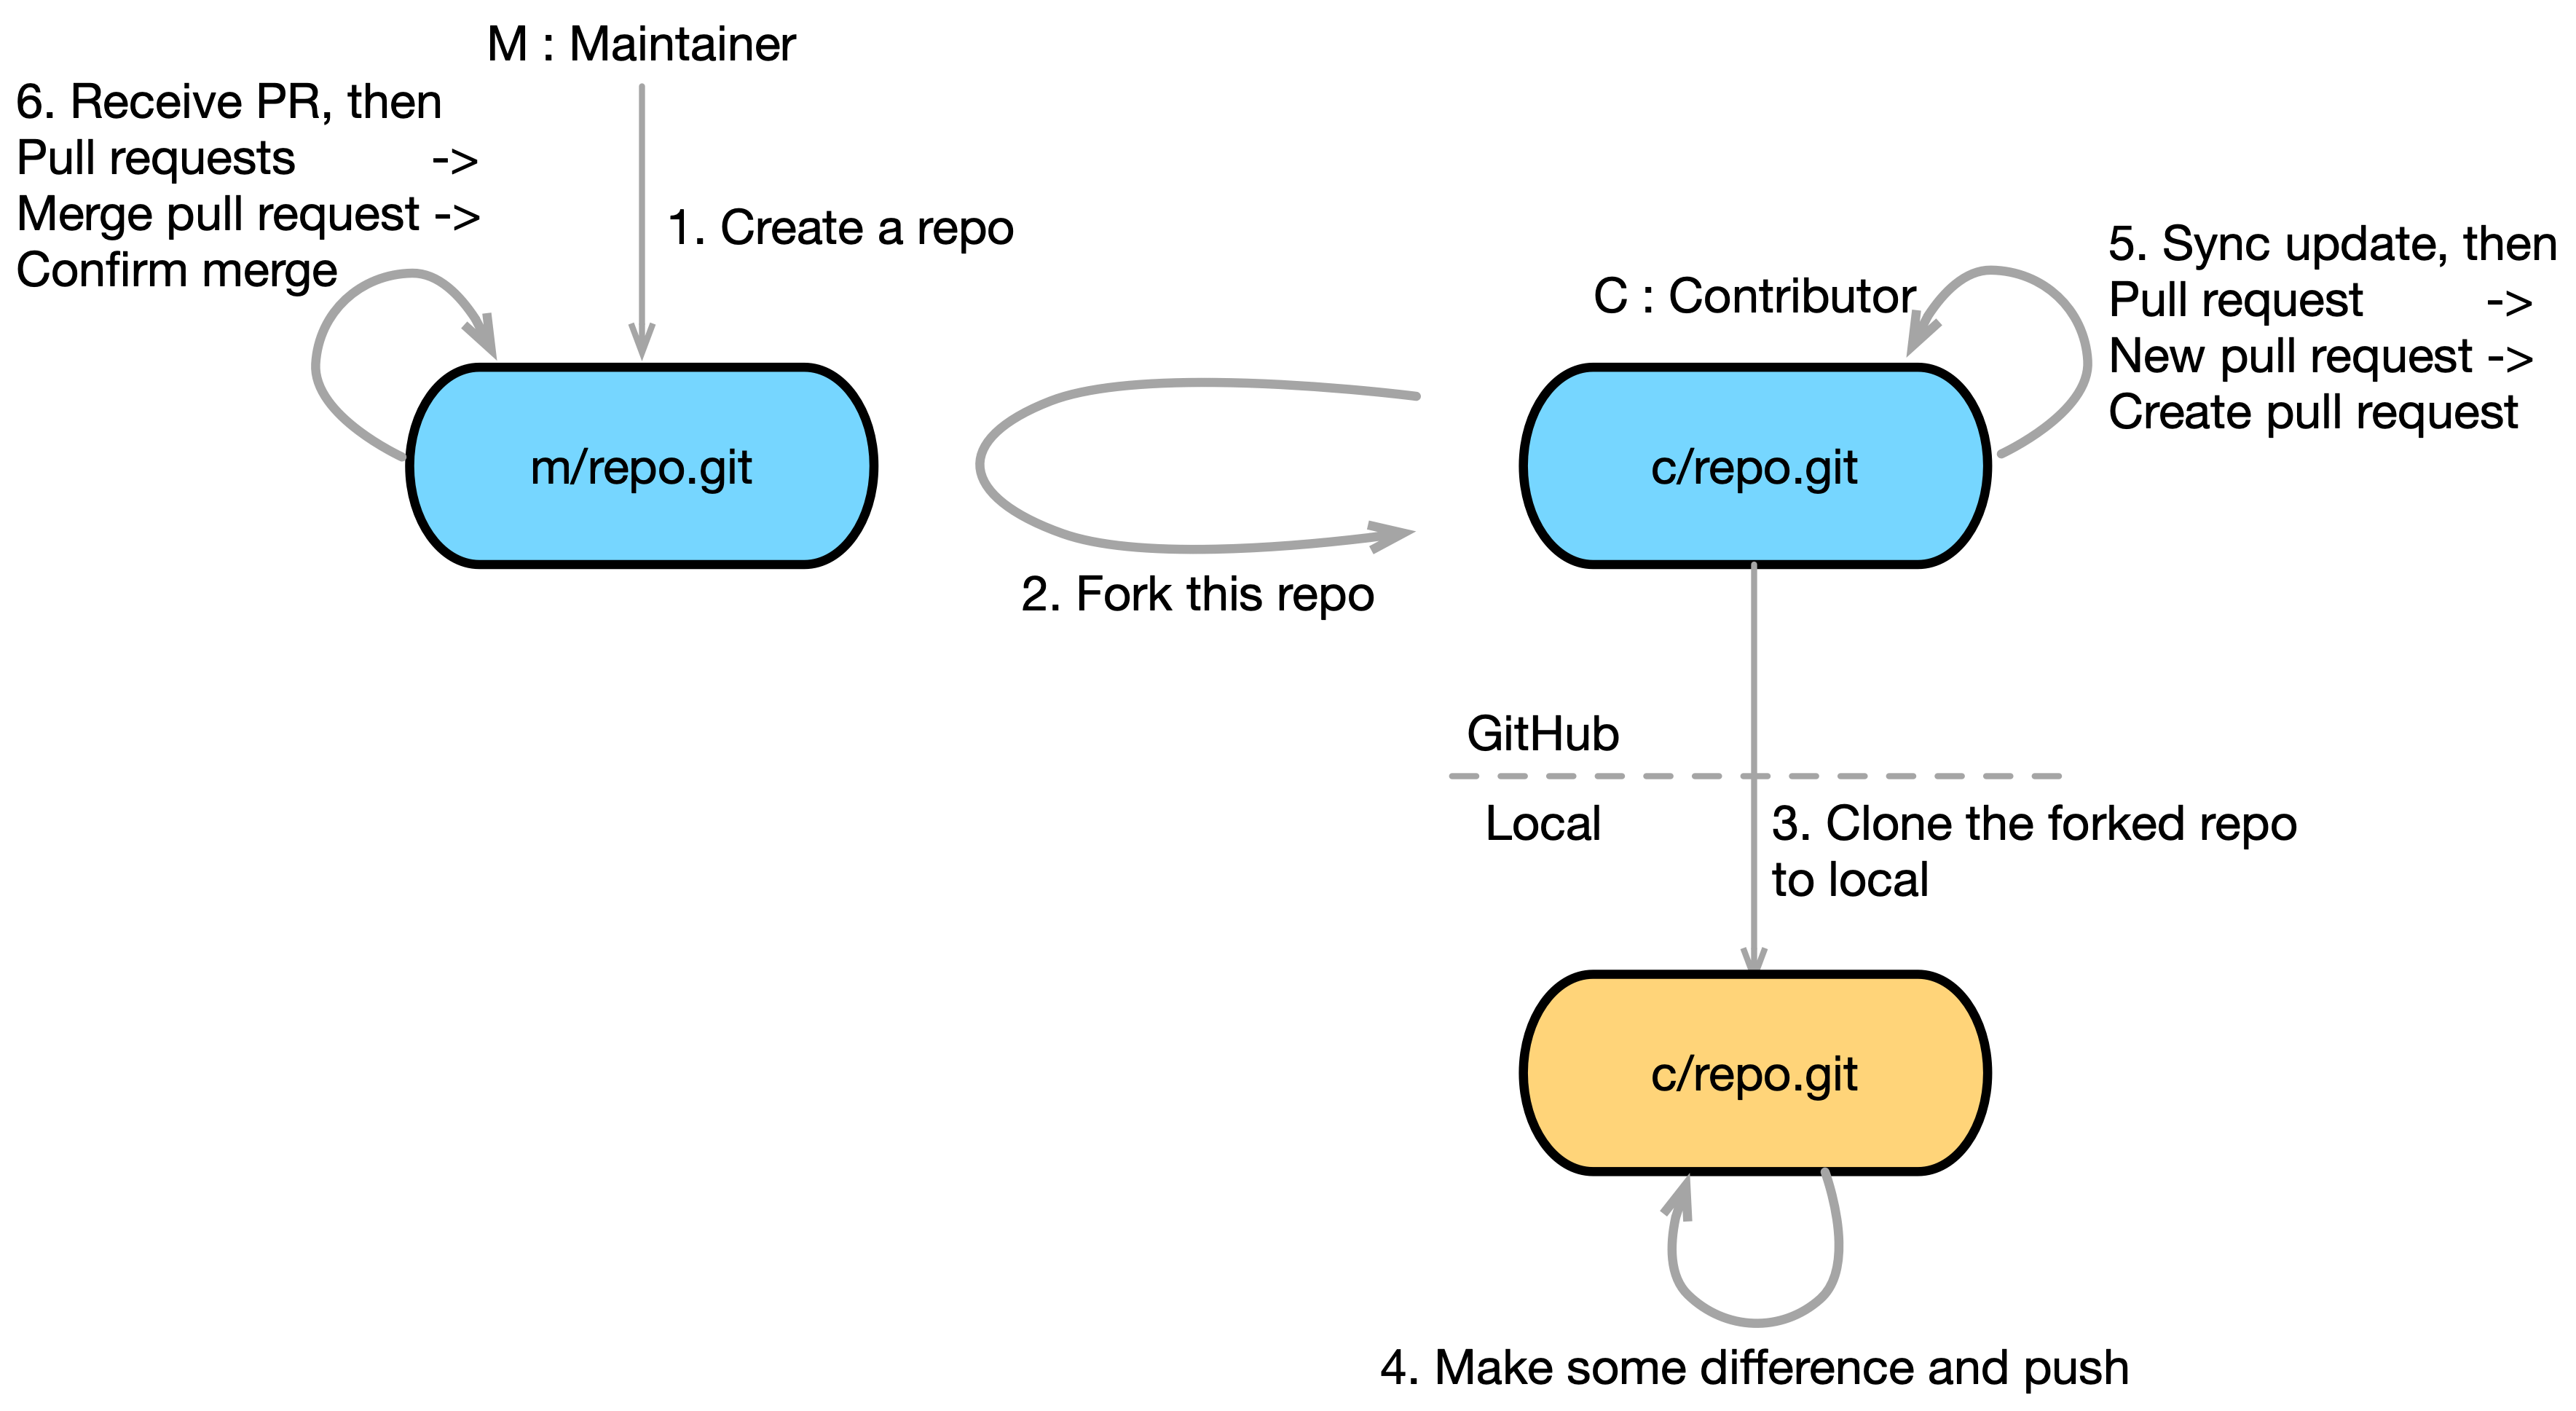 M : Maintainer
6. Receive PR, then
Pull requests ->
Merge pull request ->
Confirm merge
1. Create a repo
m/repo.git
2. Fork this repo
C : Contributor
5. Sync update, then
Pull request ->
New pull request ->
Create pull request
c/repo.git
GitHub
Local
3. Clone the forked repo
to local
c/repo.git
4. Make some difference and push